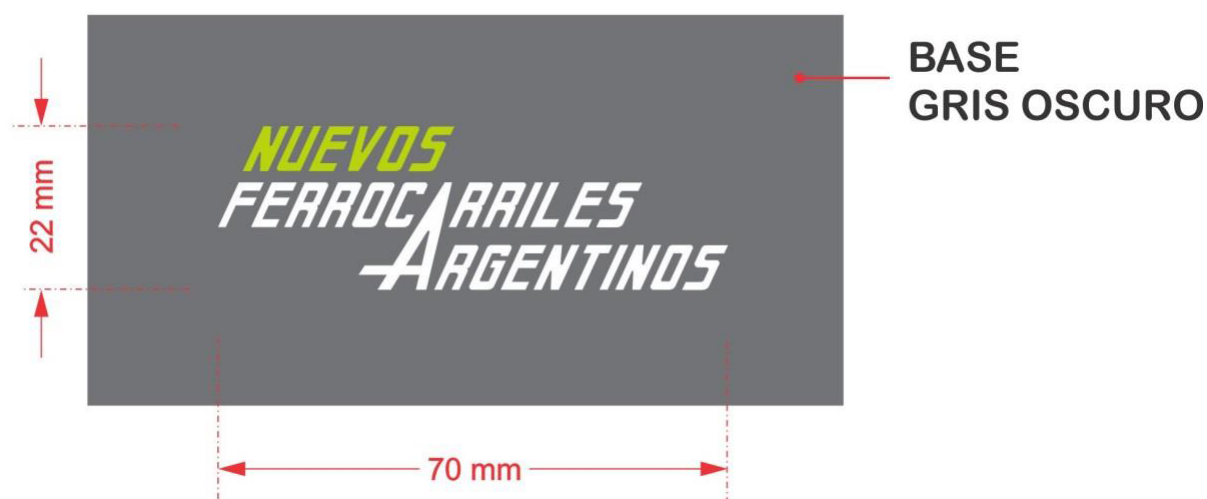 BASE
GRIS OSCURO
NUEVOS
FERROCARRILES
ARGENTINOS
22 mm
70 mm